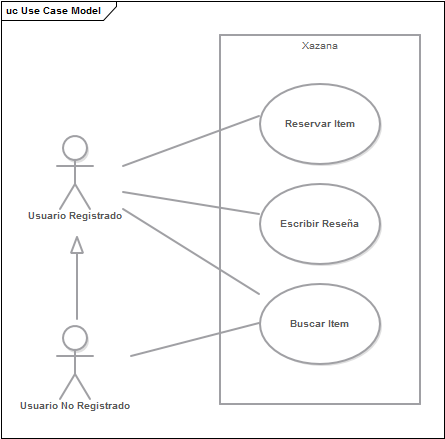 uc Use Case Model
Xazana
Reservar Item
Usuario Registrado
Escribir Reseña
Buscar Item
Usuario No Registrado